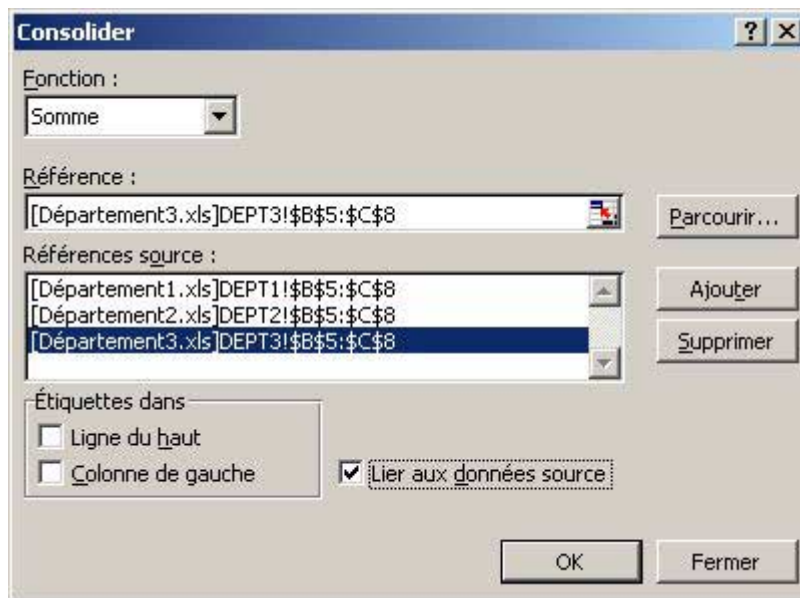 Consolider
Fonction :
Somme
Référence :
[Département3.xls]DEPT3!$B$5:$C$8
Parcourir...
Références source :
[Département1.xls]DEPT1!$B$5:$C$8
[Département2.xls]DEPT2!$B$5:$C$8
[Département3.xls]DEPT3!$B$5:$C$8
Ajouter
Supprimer
Étiquettes dans
Ligne du haut
Colonne de gauche
Lier aux données source
OK
Fermer